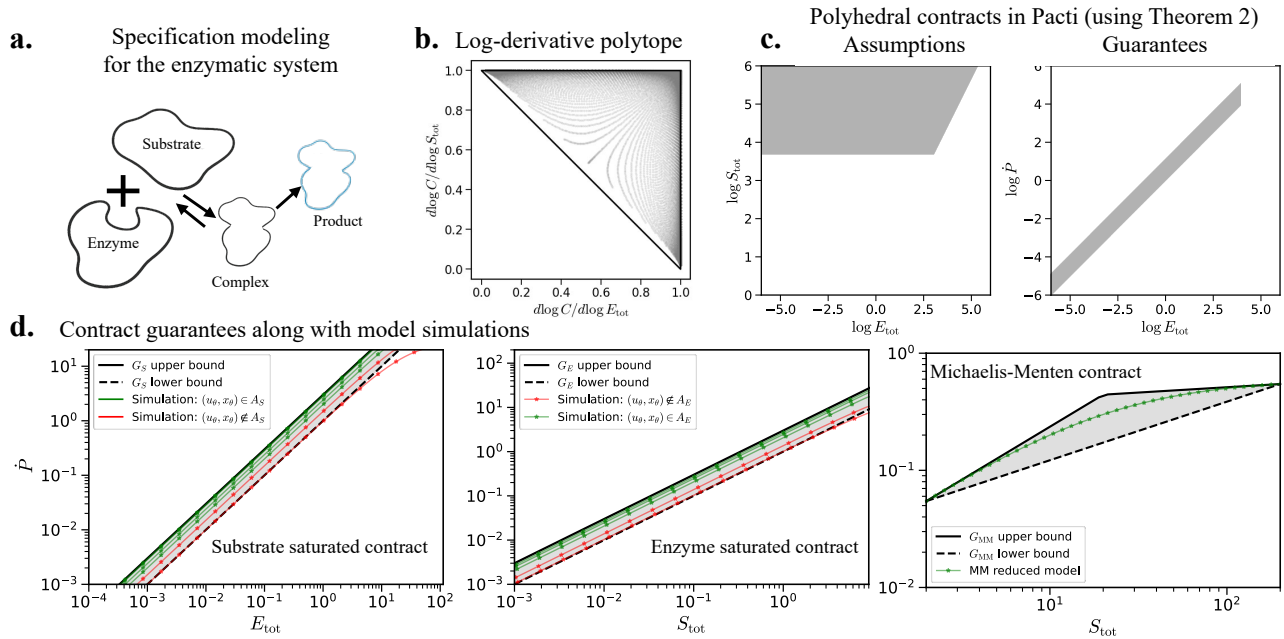 a.
Specification modeling
for the enzymatic system
Substrate
Enzyme
Complex
Product
b.
Log-derivative polytope
1.0
0.8
0.6
0.4
0.2
0.0
dlog C/dlog S_tot
0.0 0.2 0.4 0.6 0.8 1.0
dlog C/dlog E_tot
Polyhedral contracts in Pacti (using Theorem 2)
c.
Assumptions
6
5
4
3
2
1
0
log S_tot
−5.0 −2.5 0.0 2.5 5.0
log E_tot
Guarantees
4
2
0
−2
−4
−6
log Ṗ
−5.0 −2.5 0.0 2.5 5.0
log E_tot
d.
Contract guarantees along with model simulations
G_S upper bound
G_S lower bound
Simulation: (u_θ, x_θ) ∈ A_S
Simulation: (u_θ, x_θ) ∉ A_S
10^1
10^0
10^−1
10^−2
10^−3
Ṗ
Substrate saturated contract
10^−4 10^−3 10^−2 10^−1 10^0 10^1 10^2
E_tot
G_E upper bound
G_E lower bound
Simulation: (u_θ, x_θ) ∉ A_E
Simulation: (u_θ, x_θ) ∈ A_E
10^2
10^1
10^0
10^−1
10^−2
10^−3
Enzyme saturated contract
10^−3 10^−2 10^−1 10^0
S_tot
Michaelis-Menten contract
10^0
10^−1
10^−2
G_MM upper bound
G_MM lower bound
MM reduced model
10^1 10^2
S_tot